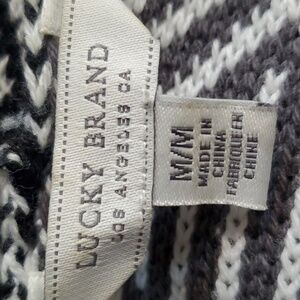 LUCKY BRAND
LOS ANGELES CA
M/M
MADE IN
CHINA
FABRIQUE EN
CHINE